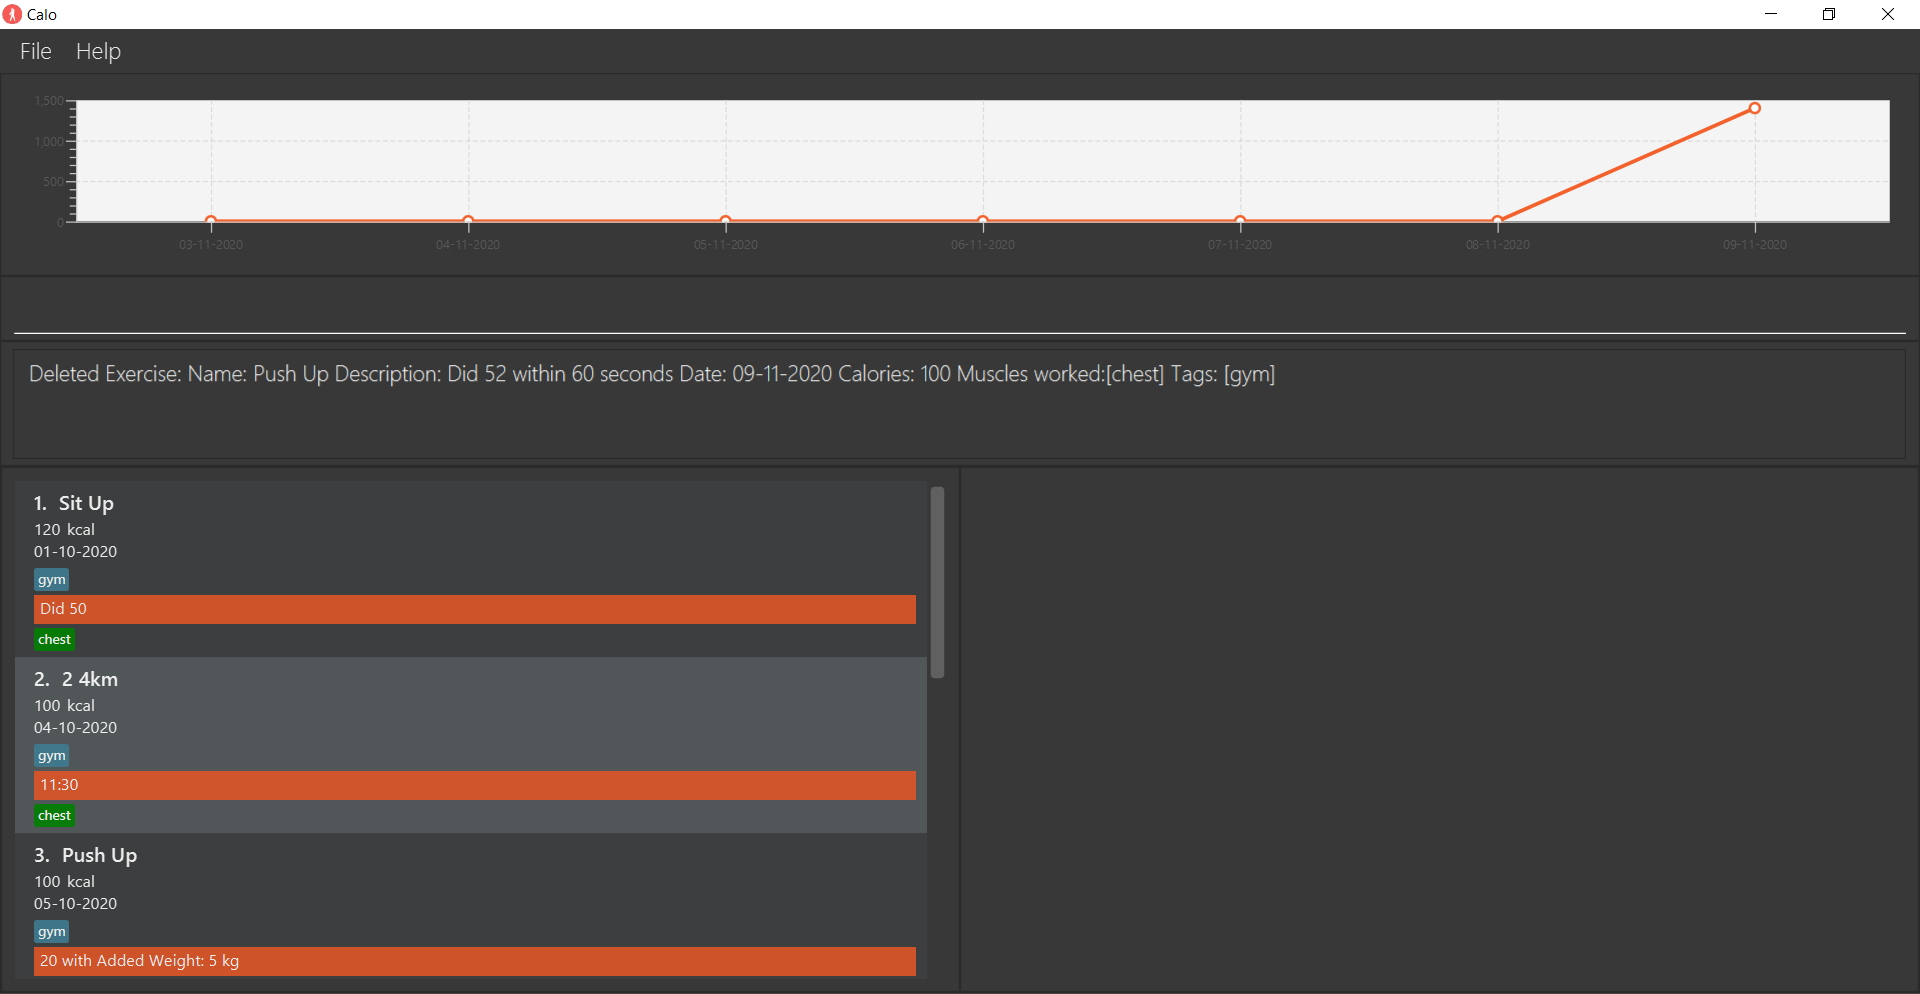 Calo
File Help
1,500
1,000
500
0
03-11-2020 04-11-2020 05-11-2020 06-11-2020 07-11-2020 08-11-2020 09-11-2020
Deleted Exercise: Name: Push Up Description: Did 52 within 60 seconds Date: 09-11-2020 Calories: 100 Muscles worked:[chest] Tags: [gym]
1. Sit Up
120 kcal
01-10-2020
gym
Did 50
chest
2. 2 4km
100 kcal
04-10-2020
gym
11:30
chest
3. Push Up
100 kcal
05-10-2020
gym
20 with Added Weight: 5 kg